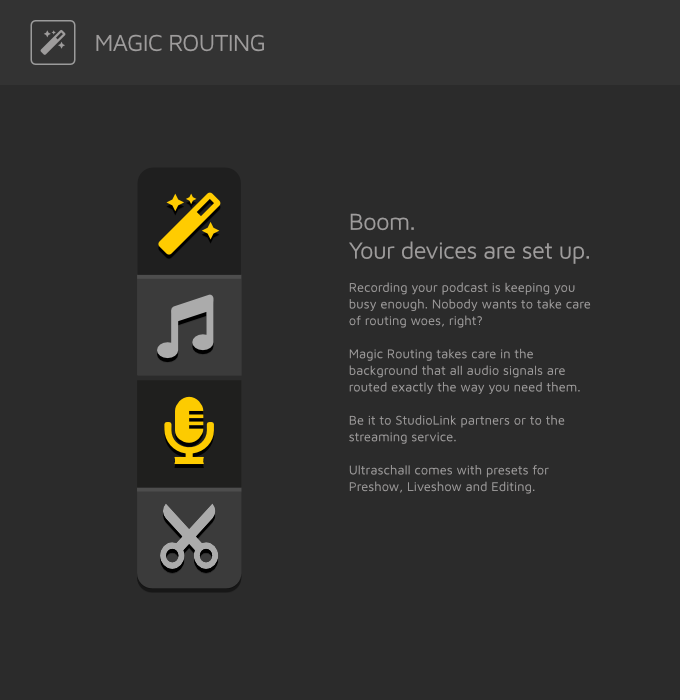 MAGIC ROUTING
Boom.
Your devices are set up.
Recording your podcast is keeping you
busy enough. Nobody wants to take care
of routing woes, right?
Magic Routing takes care in the
background that all audio signals are
routed exactly the way you need them.
Be it to StudioLink partners or to the
streaming service.
Ultraschall comes with presets for
Preshow, Liveshow and Editing.